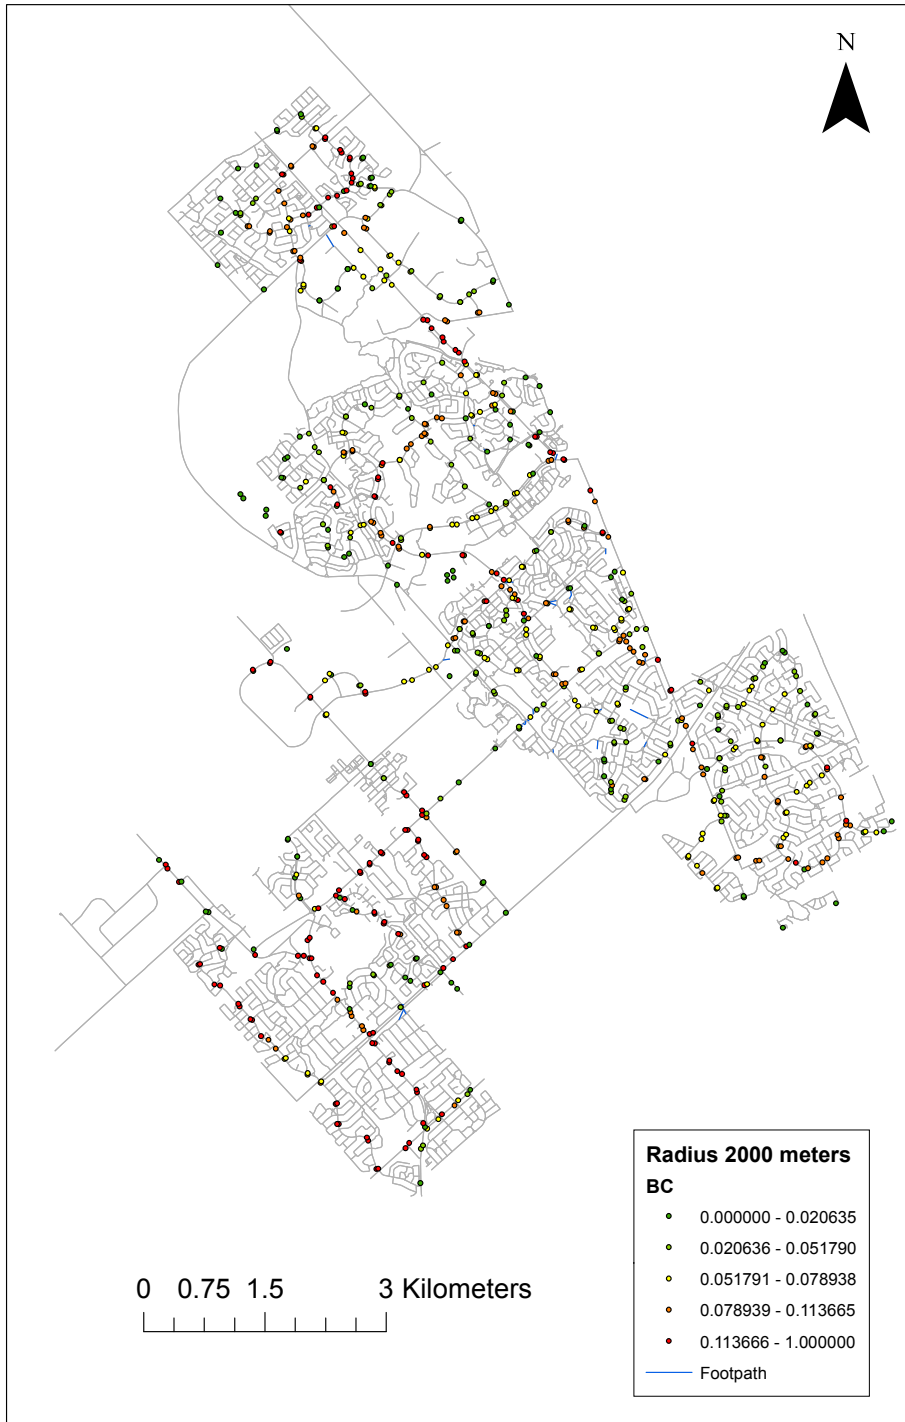 N
Radius 2000 meters
BC
0.000000 - 0.020635
0.020636 - 0.051790
0.051791 - 0.078938
0.078939 - 0.113665
0.113666 - 1.000000
Footpath
0 0.75 1.5 3 Kilometers